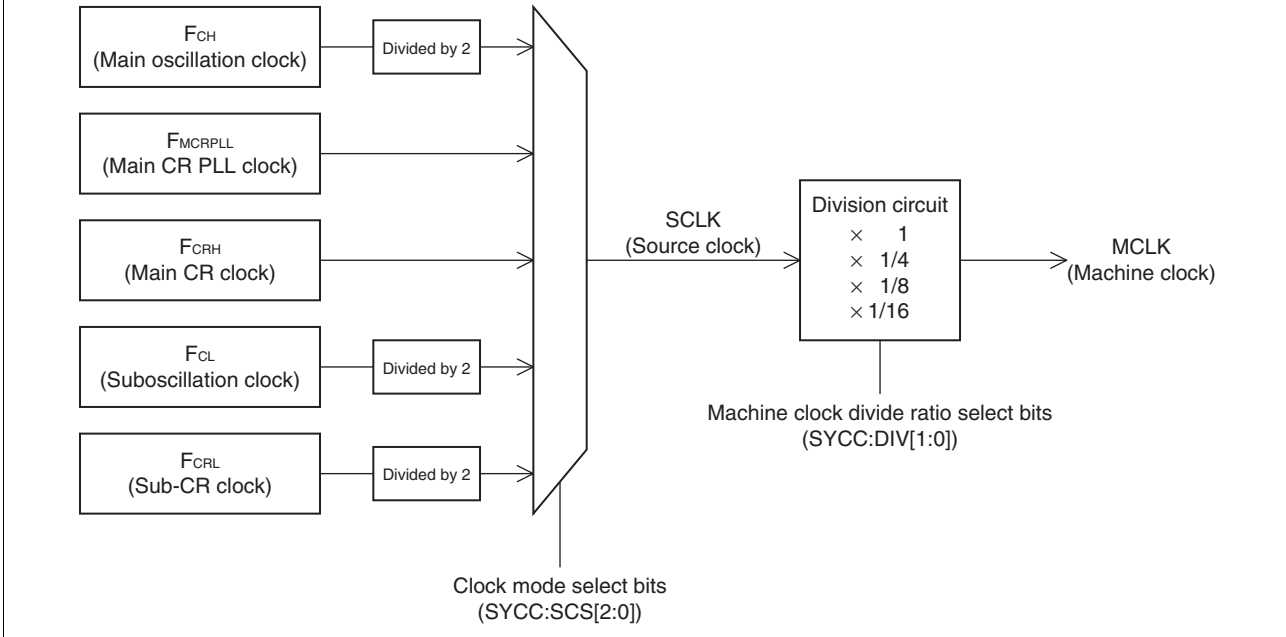 FCH
(Main oscillation clock)
Divided by 2
FMCRPLL
(Main CR PLL clock)
FCRH
(Main CR clock)
FCL
(Suboscillation clock)
Divided by 2
FCRL
(Sub-CR clock)
Divided by 2
Clock mode select bits
(SYCC:SCS[2:0])
SCLK
(Source clock)
Division circuit
× 1
× 1/4
× 1/8
× 1/16
Machine clock divide ratio select bits
(SYCC:DIV[1:0])
MCLK
(Machine clock)